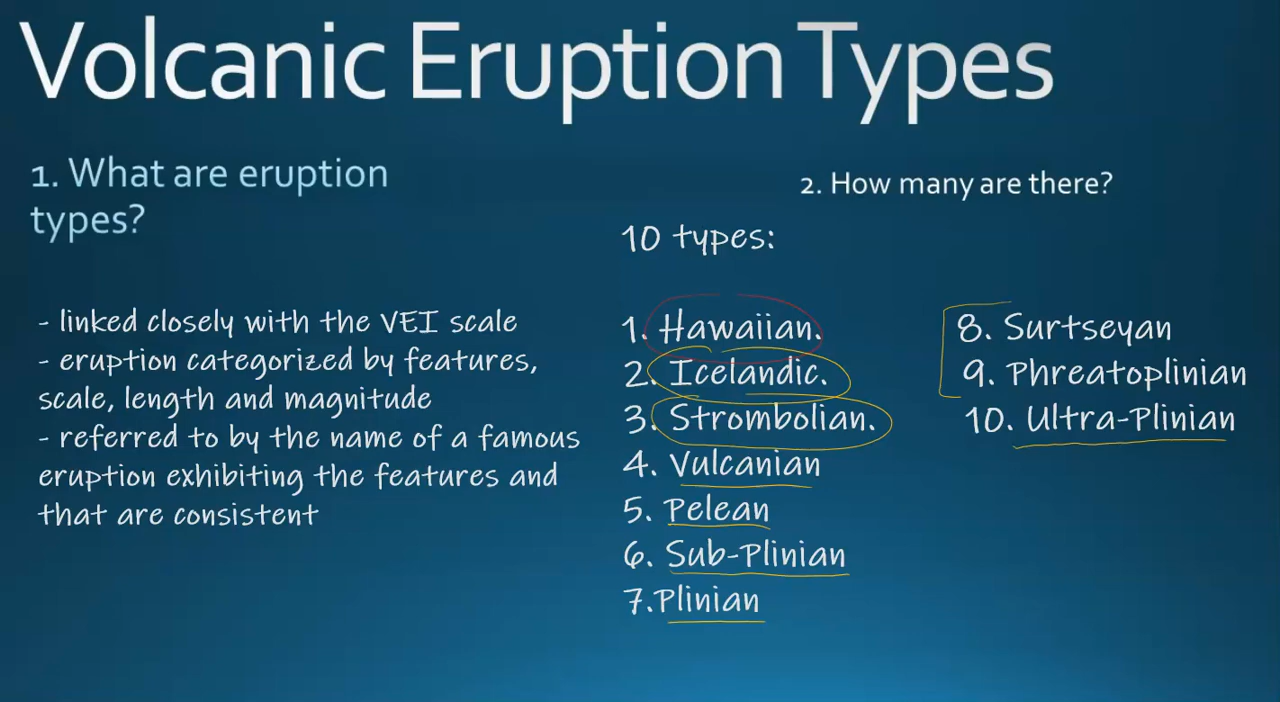 Volcanic Eruption Types
1. What are eruption
types?
- linked closely with the VEI scale
- eruption categorized by features,
scale, length and magnitude
- referred to by the name of a famous
eruption exhibiting the features and
that are consistent
2. How many are there?
10 types:
1. Hawaiian.
2. Icelandic.
3. Strombolian.
4. Vulcanian
5. Pelean
6. Sub-Plinian
7.Plinian
8. Surtseyan
9. Phreatoplinian
10. Ultra-Plinian